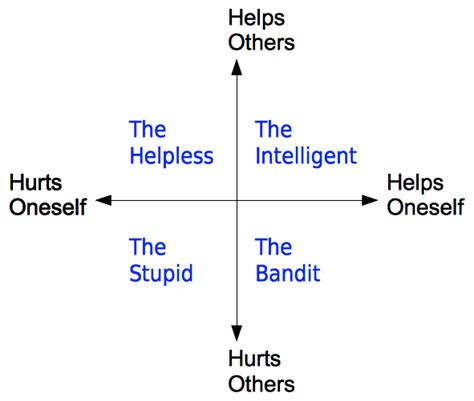 Helps
Others
The
Helpless
The
Intelligent
Hurts
Oneself
Helps
Oneself
The
Stupid
The
Bandit
Hurts
Others